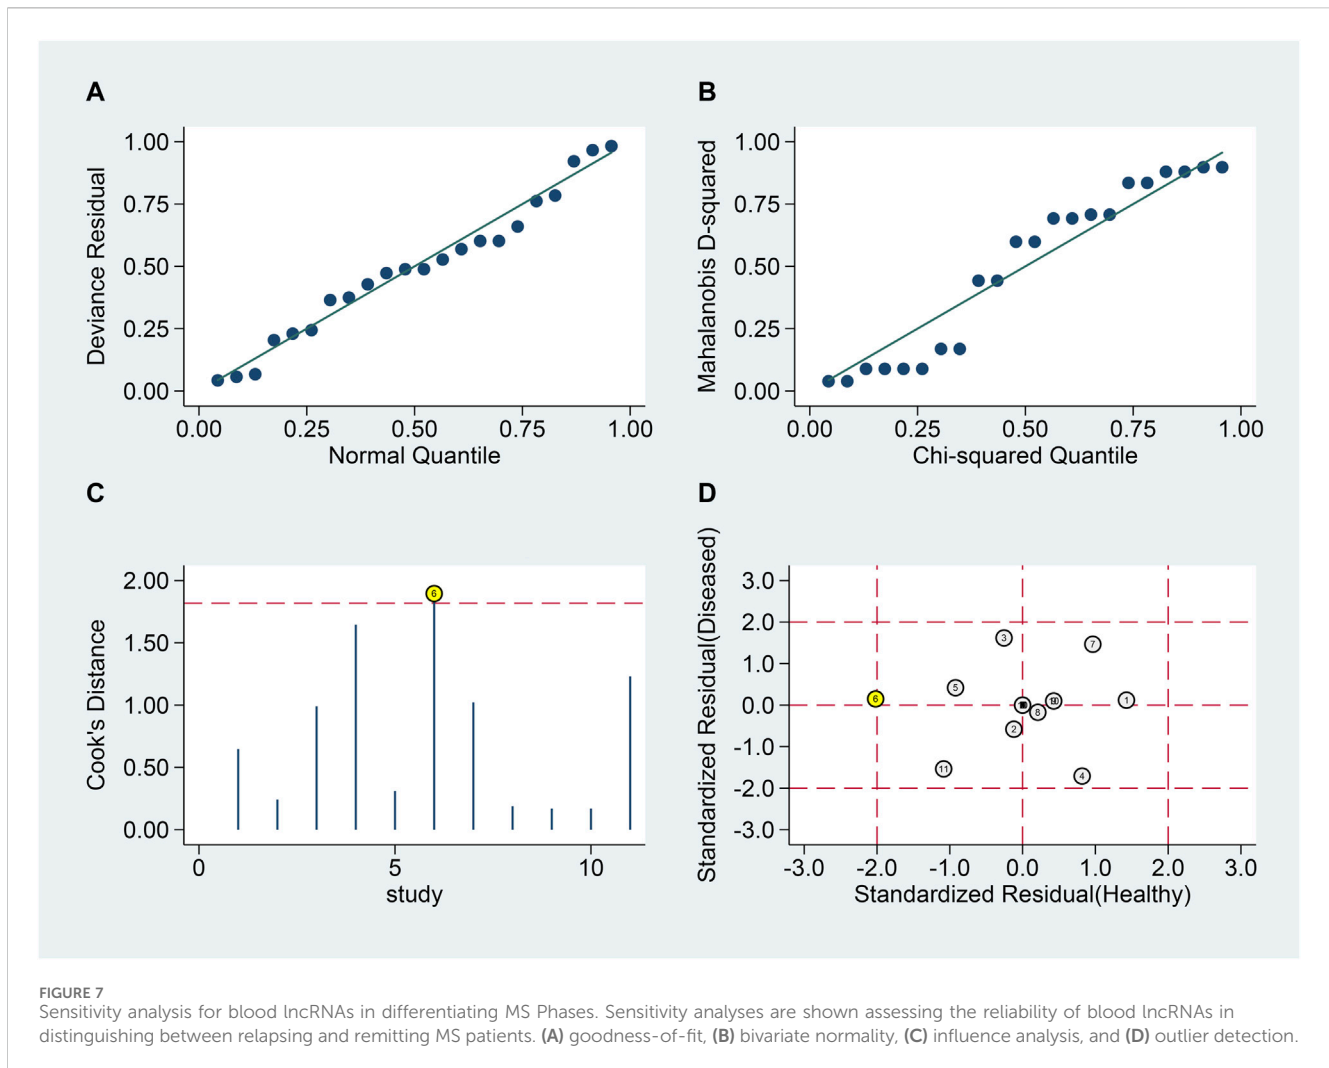 A
Deviance Residual
1.00
0.75
0.50
0.25
0.00
0.00 0.25 0.50 0.75 1.00
Normal Quantile
B
Mahalanobis D-squared
1.00
0.75
0.50
0.25
0.00
0.00 0.25 0.50 0.75 1.00
Chi-squared Quantile
C
Cook's Distance
2.00
1.50
1.00
0.50
0.00
6
0 5 10
study
D
Standardized Residual(Diseased)
3.0
2.0
1.0
0.0
-1.0
-2.0
-3.0
3
7
5
6
1
8
2
11
4
-3.0 -2.0 -1.0 0.0 1.0 2.0 3.0
Standardized Residual(Healthy)
FIGURE 7
Sensitivity analysis for blood lncRNAs in differentiating MS Phases. Sensitivity analyses are shown assessing the reliability of blood lncRNAs in
distinguishing between relapsing and remitting MS patients. (A) goodness-of-fit, (B) bivariate normality, (C) influence analysis, and (D) outlier detection.